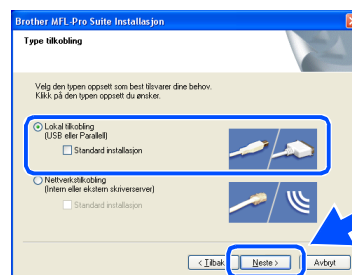 Brother MFL-Pro Suite Installasjon
Type tilkobling
Velg den typen oppsett som best tilsvarer dine behov.
Klikk på den typen oppsett du ønsker.
Lokal tilkobling
(USB eller Parallell)
Standard installasjon
Nettverkstilkobling
(Intern eller ekstern skriverserver)
Standard installasjon
< Tilbak
Neste >
Avbryt